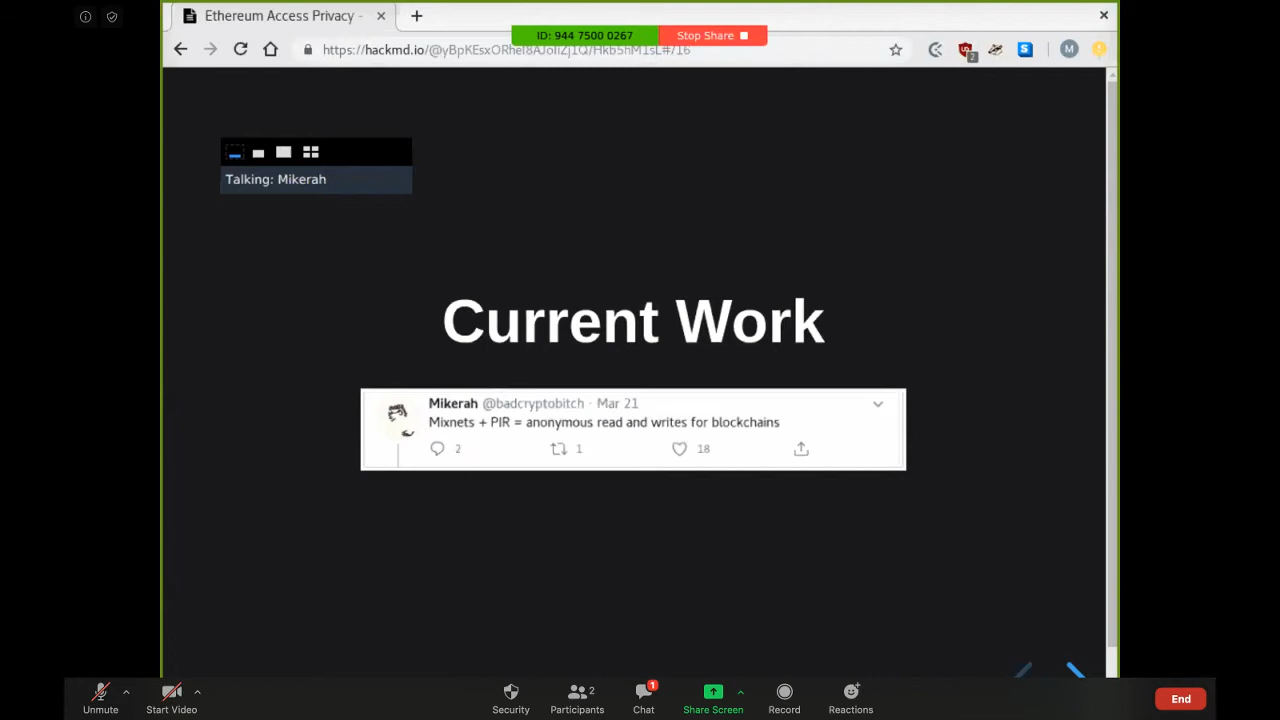 Ethereum Access Privacy -
ID: 944 7500 0267
Stop Share
2
M
Talking: Mikerah
Current Work
Mikerah @badcryptobitch · Mar 21
Mixnets + PIR = anonymous read and writes for blockchains
2 1 18
Unmute
Start Video
Security
2
Participants
1
Chat
Share Screen
Record
Reactions
End